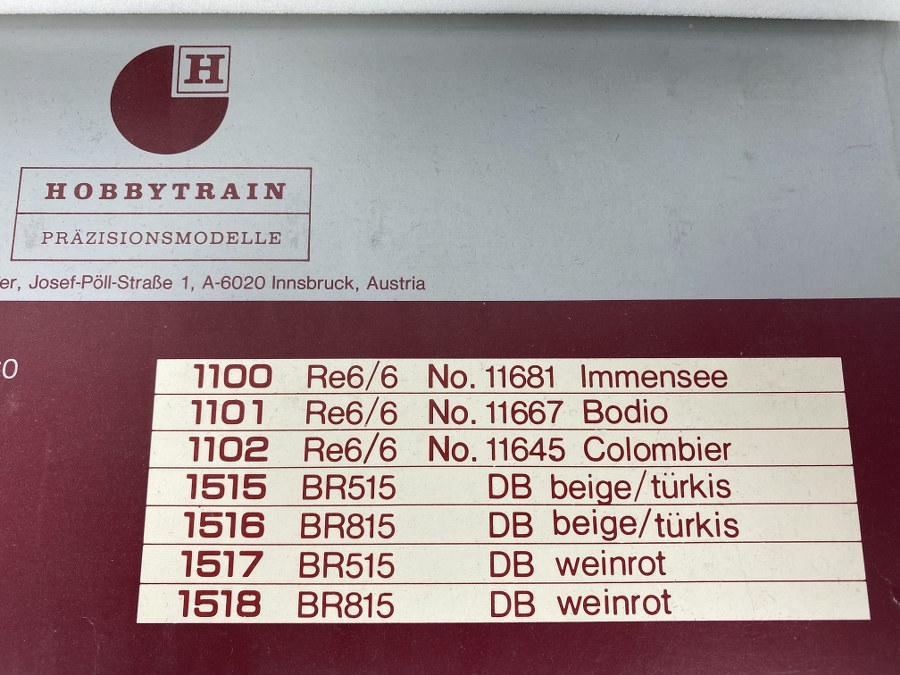 H
HOBBYTRAIN
PRÄZISIONSMODELLE
Josef-Pöll-Straße 1, A-6020 Innsbruck, Austria
1100 Re6/6 No. 11681 Immensee
1101 Re6/6 No. 11667 Bodio
1102 Re6/6 No. 11645 Colombier
1515 BR515 DB beige/türkis
1516 BR815 DB beige/türkis
1517 BR515 DB weinrot
1518 BR815 DB weinrot